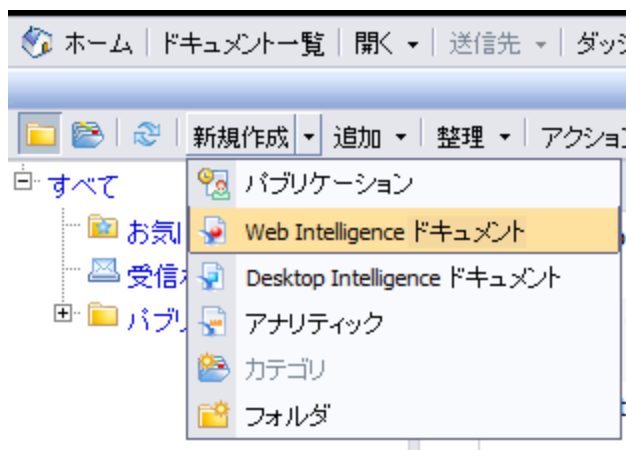 ホーム ドキュメント一覧 開く 送信先
新規作成 追加 整理
すべて
パブリケーション
Web Intelligence ドキュメント
Desktop Intelligence ドキュメント
アナリティック
カテゴリ
フォルダ